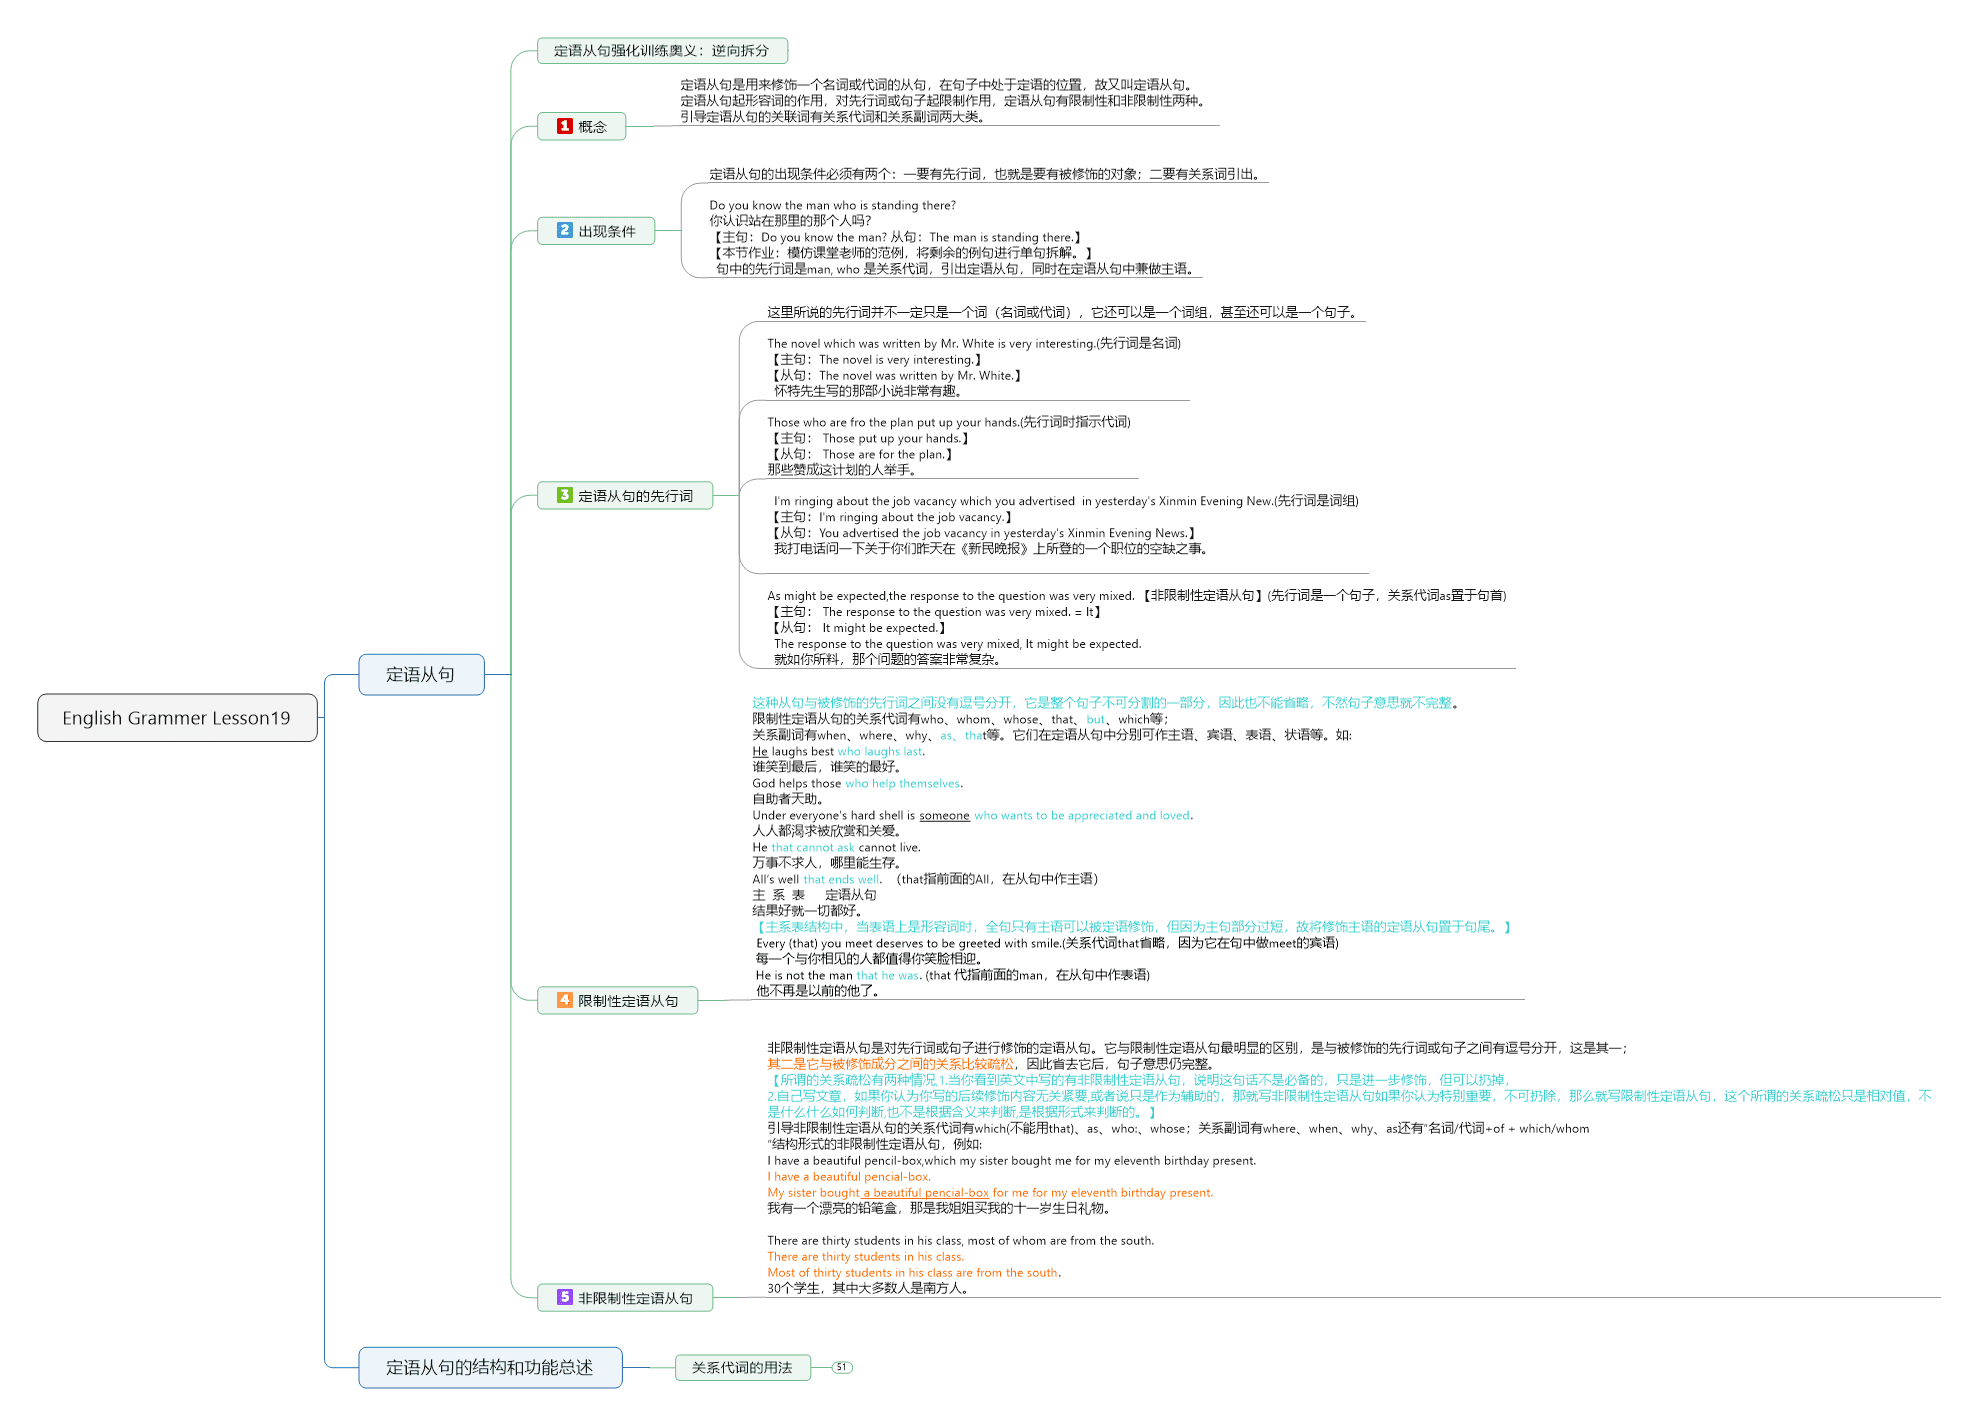 English Grammer Lesson19
定语从句
定语从句强化训练奥义：逆向拆分
1 概念
定语从句是用来修饰一个名词或代词的从句，在句子中处于定语的位置，故又叫定语从句。
定语从句起形容词的作用，对先行词或句子起限制作用，定语从句有限制性和非限制性两种。
引导定语从句的关联词有关系代词和关系副词两大类。
2 出现条件
定语从句的出现条件必须有两个：一要有先行词，也就是要有被修饰的对象；二要有关系词引出。
Do you know the man who is standing there?
你认识站在那里的那个人吗？
【主句：Do you know the man? 从句：The man is standing there.】
【本节作业：模仿课堂老师的范例，将剩余的例句进行单句拆解。】
句中的先行词是man, who 是关系代词，引出定语从句，同时在定语从句中兼做主语。
3 定语从句的先行词
这里所说的先行词并不一定只是一个词（名词或代词），它还可以是一个词组，甚至还可以是一个句子。
The novel which was written by Mr. White is very interesting.(先行词是名词)
【主句：The novel is very interesting.】
【从句：The novel was written by Mr. White.】
怀特先生写的那部小说非常有趣。
Those who are fro the plan put up your hands.(先行词时指示代词)
【主句： Those put up your hands.】
【从句： Those are for the plan.】
那些赞成这计划的人举手。
I'm ringing about the job vacancy which you advertised  in yesterday's Xinmin Evening New.(先行词是词组)
【主句：I'm ringing about the job vacancy.】
【从句：You advertised the job vacancy in yesterday's Xinmin Evening News.】
我打电话问一下关于你们昨天在《新民晚报》上所登的一个职位的空缺之事。
As might be expected,the response to the question was very mixed. 【非限制性定语从句】(先行词是一个句子，关系代词as置于句首)
【主句： The response to the question was very mixed. = It】
【从句： It might be expected.】
The response to the question was very mixed, It might be expected.
就如你所料，那个问题的答案非常复杂。
4 限制性定语从句
这种从句与被修饰的先行词之间没有逗号分开，它是整个句子不可分割的一部分，因此也不能省略，不然句子意思就不完整。
限制性定语从句的关系代词有who、whom、whose、that、but、which等；
关系副词有when、where、why、as、that等。它们在定语从句中分别可作主语、宾语、表语、状语等。如:
He laughs best who laughs last.
谁笑到最后，谁笑的最好。
God helps those who help themselves.
自助者天助。
Under everyone's hard shell is someone who wants to be appreciated and loved.
人人都渴求被欣赏和关爱。
He that cannot ask cannot live.
万事不求人，哪里能生存。
All's well that ends well. （that指前面的All，在从句中作主语）
主 系 表   定语从句
结果好就一切都好。
【主系表结构中，当表语上是形容词时，全句只有主语可以被定语修饰，但因为主句部分过短，故将修饰主语的定语从句置于句尾。】
Every (that) you meet deserves to be greeted with smile.(关系代词that省略，因为它在句中做meet的宾语)
每一个与你相见的人都值得你笑脸相迎。
He is not the man that he was. (that 代指前面的man，在从句中作表语)
他不再是以前的他了。
5 非限制性定语从句
非限制性定语从句是对先行词或句子进行修饰的定语从句。它与限制性定语从句最明显的区别，是与被修饰的先行词或句子之间有逗号分开，这是其一；
其二是它与被修饰成分之间的关系比较疏松，因此省去它后，句子意思仍完整。
【所谓的关系疏松有两种情况,1.当你看到英文中写的有非限制性定语从句，说明这句话不是必备的，只是进一步修饰，但可以扔掉，
2.自己写文章，如果你认为你写的后续修饰内容无关紧要,或者说只是作为辅助的，那就写非限制性定语从句如果你认为特别重要，不可扔除，那么就写限制性定语从句，这个所谓的关系疏松只是相对值，不
是什么什么如何判断,也不是根据含义来判断,是根据形式来判断的。】
引导非限制性定语从句的关系代词有which(不能用that)、as、who:、whose；关系副词有where、when、why、as还有“名词/代词+of + which/whom
”结构形式的非限制性定语从句，例如:
I have a beautiful pencil-box,which my sister bought me for my eleventh birthday present.
I have a beautiful pencial-box.
My sister bought a beautiful pencial-box for me for my eleventh birthday present.
我有一个漂亮的铅笔盒，那是我姐姐买我的十一岁生日礼物。
There are thirty students in his class, most of whom are from the south.
There are thirty students in his class.
Most of thirty students in his class are from the south.
30个学生，其中大多数人是南方人。
定语从句的结构和功能总述
关系代词的用法
51